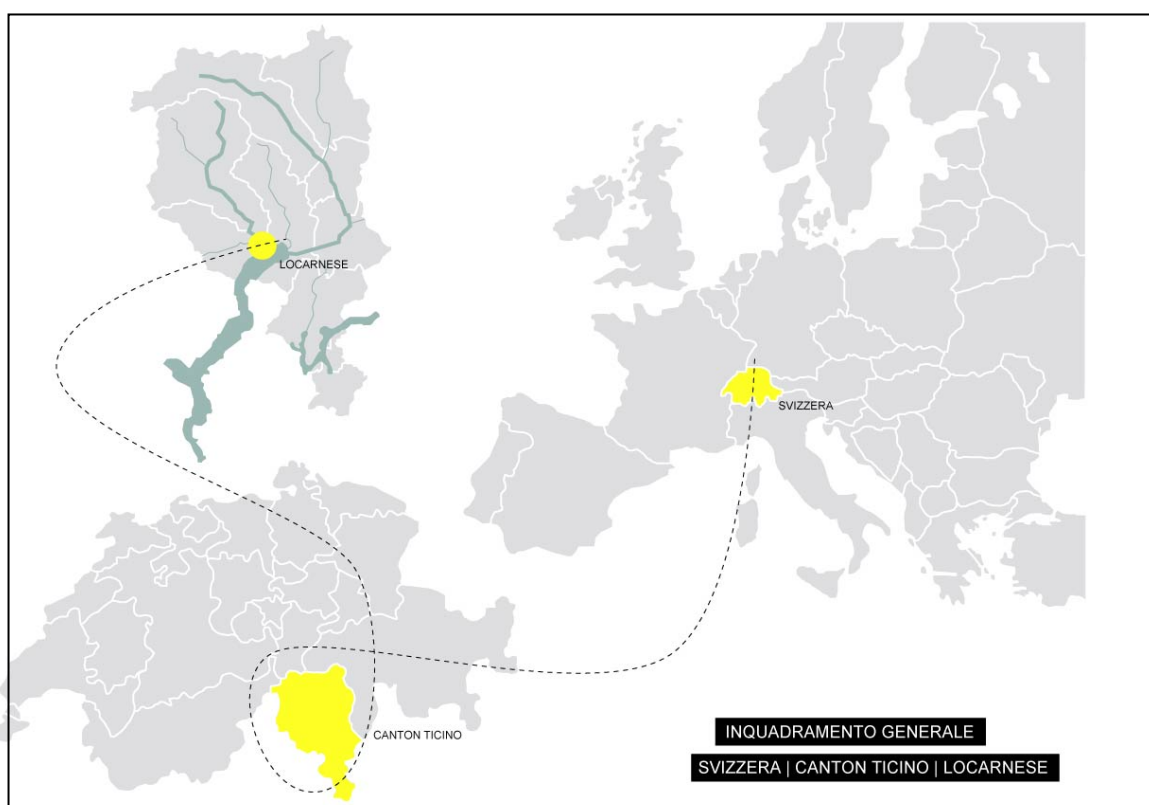 LOCARNESE
SVIZZERA
CANTON TICINO
INQUADRAMENTO GENERALE
SVIZZERA | CANTON TICINO | LOCARNESE